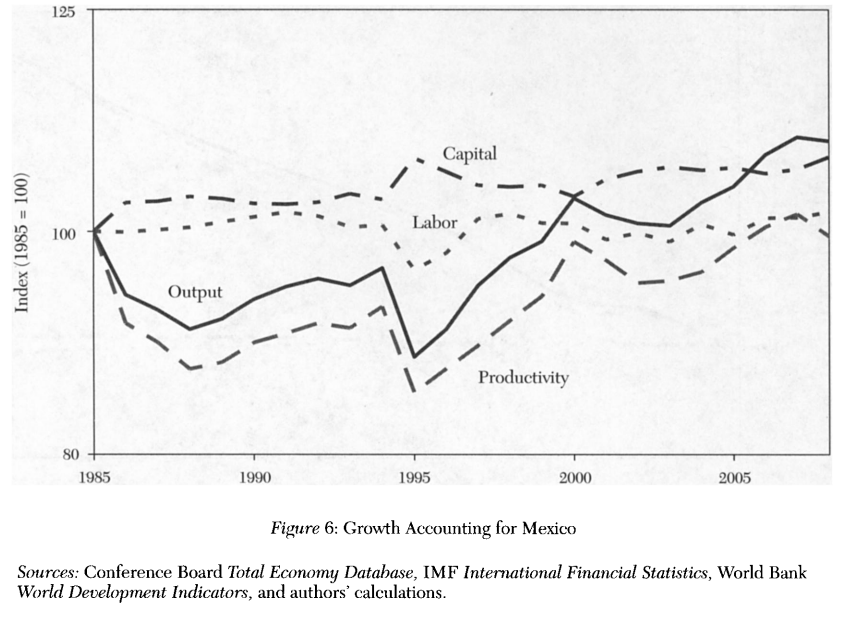 125
Capital
Index (1985 = 100)
100
Labor
Output
Productivity
80
1985 1990 1995 2000 2005
Figure 6: Growth Accounting for Mexico
Sources: Conference Board Total Economy Database, IMF International Financial Statistics, World Bank
World Development Indicators, and authors’ calculations.